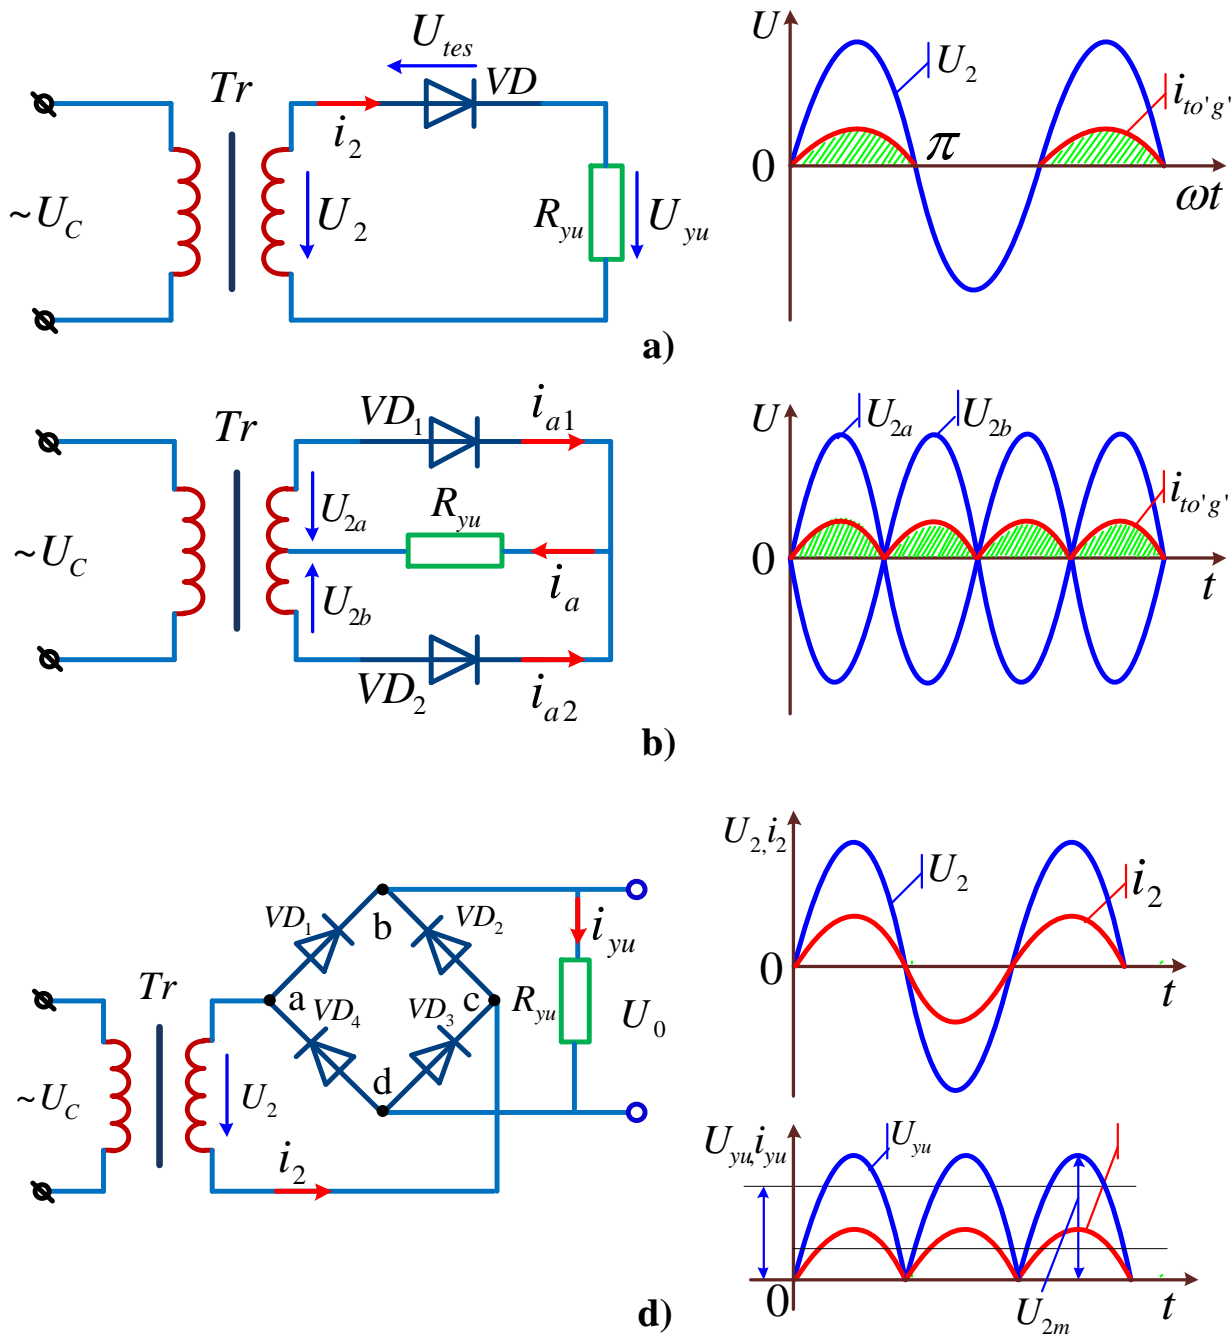 U_tes
Tr
VD
i_2
~U_C
U_2
R_yu
U_yu
U
U_2
i_to'g'
0
π
ωt
a)
Tr
VD_1
i_a1
U_2a
R_yu
~U_C
i_a
U_2b
VD_2
i_a2
U
U_2a
U_2b
i_to'g'
0
t
b)
VD_1
b
VD_2
i_yu
Tr
a
c
R_yu
U_0
VD_4
VD_3
d
~U_C
U_2
i_2
U_2, i_2
U_2
i_2
0
t
U_yu, i_yu
U_yu
0
U_2m
t
d)